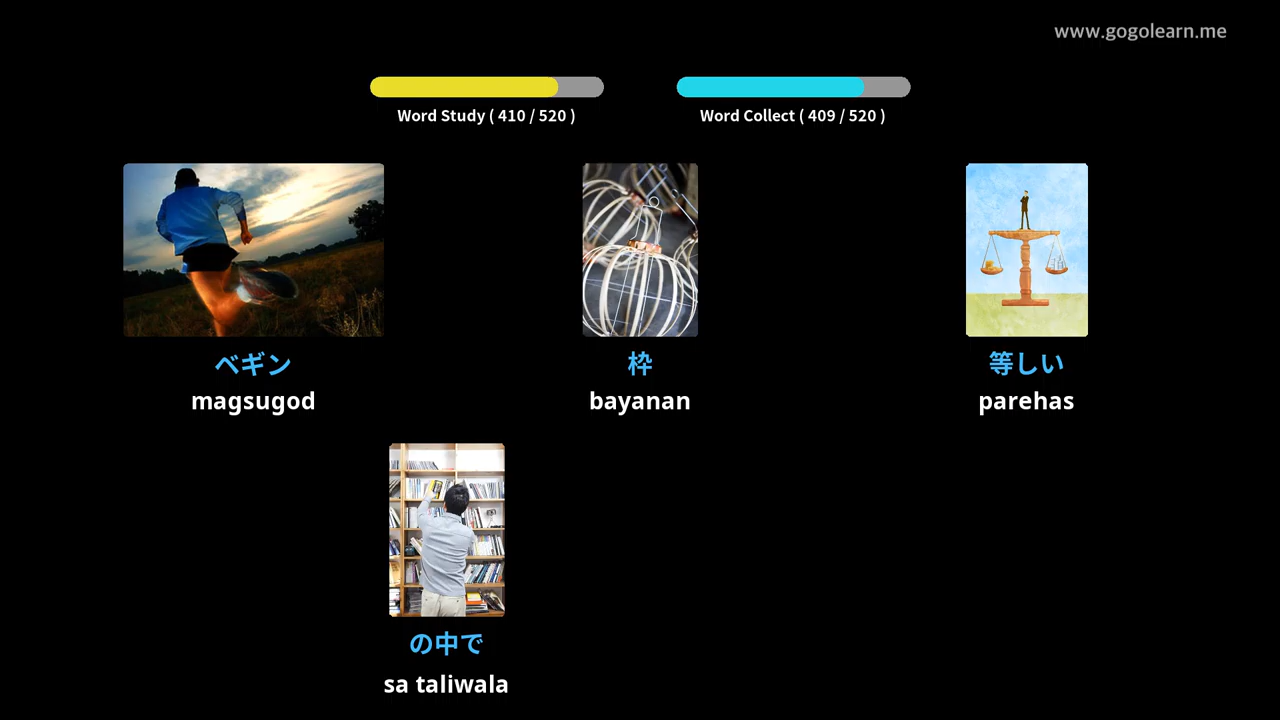 www.gogolearn.me
Word Study ( 410 / 520 )
Word Collect ( 409 / 520 )
ベギン
magsugod
枠
bayanan
等しい
parehas
の中で
sa taliwala